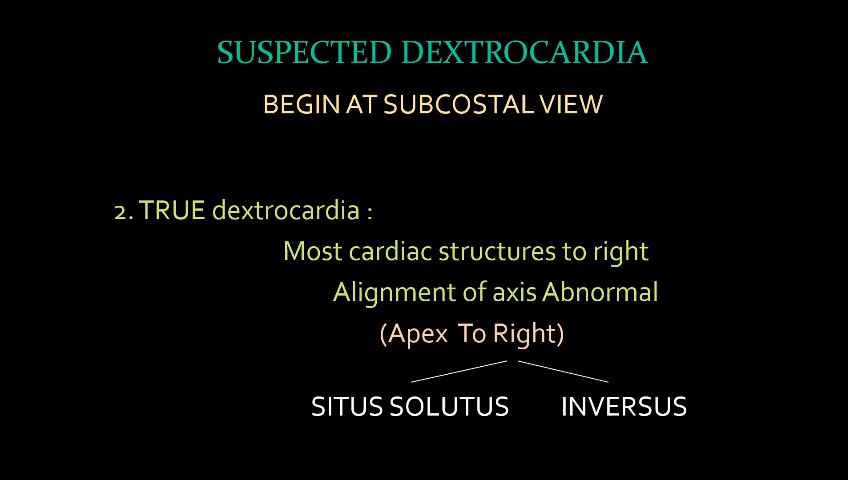 SUSPECTED DEXTROCARDIA
BEGIN AT SUBCOSTAL VIEW
2. TRUE dextrocardia :
Most cardiac structures to right
Alignment of axis Abnormal
(Apex To Right)
SITUS SOLUTUS INVERSUS